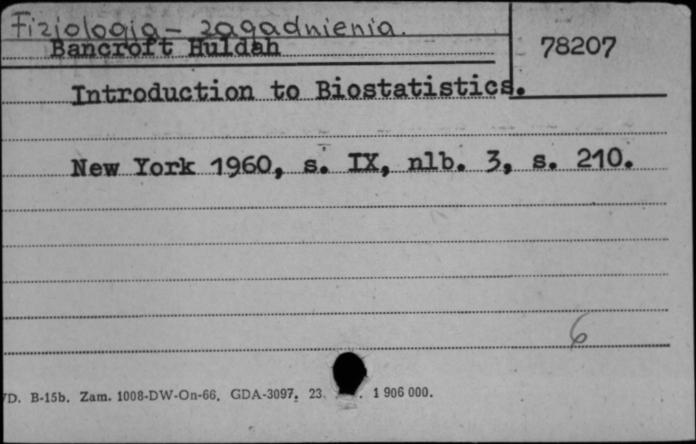 Fizjologia - zagadnienia.
Bancroft Huldah
78207
Introduction to Biostatistics.
New York 1960, s. IX, nlb. 3, s. 210.
6
D. B-15b. Zam. 1008-DW-On-66. GDA-3097. 23 . 1 906 000.